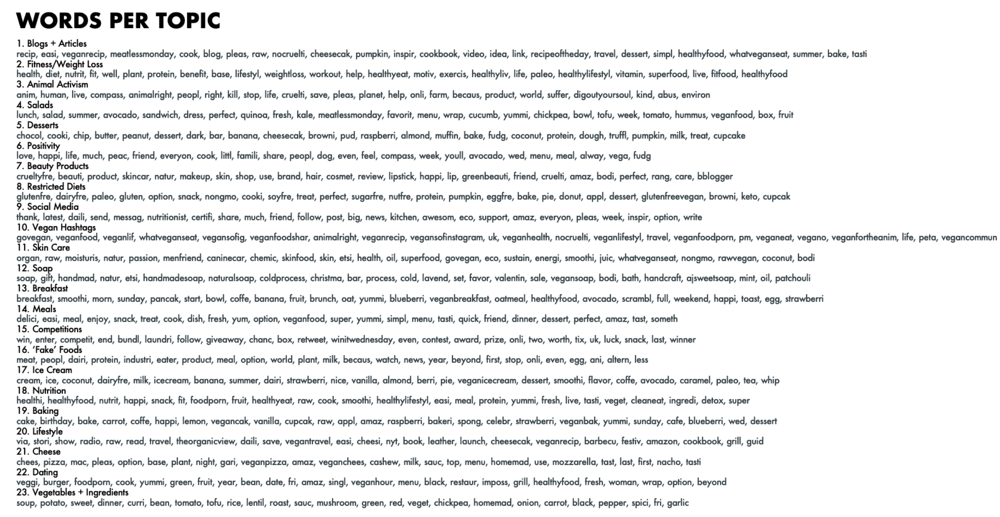 WORDS PER TOPIC
1. Blogs + Articles
recip, easi, veganrecip, meatlessmonday, cook, blog, pleas, raw, nocruelti, cheesecak, pumpkin, inspir, cookbook, video, idea, link, recipeoftheday, travel, dessert, simpl, healthyfood, whatveganseat, summer, bake, tasti
2. Fitness/Weight Loss
health, diet, nutrit, fit, well, plant, protein, benefit, base, lifestyl, weightloss, workout, help, healthyeat, motiv, exercis, healthyliv, life, paleo, healthylifestyl, vitamin, superfood, live, fitfood, healthyfood
3. Animal Activism
anim, human, live, compass, animalright, peopl, right, kill, stop, life, cruelti, save, pleas, planet, help, onli, farm, becaus, product, world, suffer, digoutyoursoul, kind, abus, environ
4. Salads
lunch, salad, summer, avocado, sandwich, dress, perfect, quinoa, fresh, kale, meatlessmonday, favorit, menu, wrap, cucumb, yummi, chickpea, bowl, tofu, week, tomato, hummus, veganfood, box, fruit
5. Desserts
chocol, cooki, chip, butter, peanut, dessert, dark, bar, banana, cheesecak, browni, pud, raspberri, almond, muffin, bake, fudg, coconut, protein, dough, truffl, pumpkin, milk, treat, cupcake
6. Positivity
love, happi, life, much, peac, friend, everyon, cook, littl, famili, share, peopl, dog, even, feel, compass, week, youll, avocado, wed, menu, meal, alway, vega, fudg
7. Beauty Products
crueltyfre, beauti, product, skincar, natur, makeup, skin, shop, use, brand, hair, cosmet, review, lipstick, happi, lip, greenbeauti, friend, cruelti, amaz, bodi, perfect, rang, care, bblogger
8. Restricted Diets
glutenfre, dairyfre, paleo, gluten, option, snack, nongmo, cooki, soyfre, treat, perfect, sugarfre, nutfre, protein, pumpkin, eggfre, bake, pie, donut, appl, dessert, glutenfreevegan, browni, keto, cupcak
9. Social Media
thank, latest, daili, send, messag, nutritionist, certifi, share, much, friend, follow, post, big, news, kitchen, awesom, eco, support, amaz, everyon, pleas, week, inspir, option, write
10. Vegan Hashtags
govegan, veganfood, veganlif, whatveganseat, vegansofig, veganfoodshar, animalright, veganrecip, vegansofinstagram, uk, veganhealth, nocruelti, veganlifestyl, travel, veganfoodporn, pm, veganeat, vegano, veganfortheanim, life, peta, vegancommun
11. Skin Care
organ, raw, moisturis, natur, passion, menfriend, caninecar, chemic, skinfood, skin, etsi, health, oil, superfood, govegan, eco, sustain, energi, smoothi, juic, whatveganseat, nongmo, rawvegan, coconut, bodi
12. Soap
soap, gift, handmad, natur, etsi, handmadesoap, naturalsoap, coldprocess, christma, bar, process, cold, lavend, set, favor, valentin, sale, vegansoap, bodi, bath, handcraft, ajsweetsoap, mint, oil, patchouli
13. Breakfast
breakfast, smoothi, morn, sunday, pancak, start, bowl, coffe, banana, fruit, brunch, oat, yummi, blueberri, veganbreakfast, oatmeal, healthyfood, avocado, scrambl, full, weekend, happi, toast, egg, strawberri
14. Meals
delici, easi, meal, enjoy, snack, treat, cook, dish, fresh, yum, option, veganfood, super, yummi, simpl, menu, tasti, quick, friend, dinner, dessert, perfect, amaz, tast, someth
15. Competitions
win, enter, competit, end, bundl, laundri, follow, giveaway, chanc, box, retweet, winitwednesday, even, contest, award, prize, onli, two, worth, tix, uk, luck, snack, last, winner
16. ‘Fake’ Foods
meat, peopl, dairi, protein, industri, eater, product, meal, option, world, plant, milk, becaus, watch, news, year, beyond, first, stop, onli, even, egg, ani, altern, less
17. Ice Cream
cream, ice, coconut, dairyfre, milk, icecream, banana, summer, dairi, strawberri, nice, vanilla, almond, berri, pie, veganicecream, dessert, smoothi, flavor, coffe, avocado, caramel, paleo, tea, whip
18. Nutrition
healthi, healthyfood, nutrit, happi, snack, fit, foodporn, fruit, healthyeat, raw, cook, smoothi, healthylifestyl, easi, meal, protein, yummi, fresh, live, tasti, veget, cleaneat, ingredi, detox, super
19. Baking
cake, birthday, bake, carrot, coffe, happi, lemon, vegancak, vanilla, cupcak, raw, appl, amaz, raspberri, bakeri, spong, celebr, strawberri, veganbak, yummi, sunday, cafe, blueberri, wed, dessert
20. Lifestyle
via, stori, show, radio, raw, read, travel, theorganicview, daili, save, vegantravel, easi, cheesi, nyt, book, leather, launch, cheesecak, veganrecip, barbecu, festiv, amazon, cookbook, grill, guid
21. Cheese
chees, pizza, mac, pleas, option, base, plant, night, gari, veganpizza, amaz, veganchees, cashew, milk, sauc, top, menu, homemad, use, mozzarella, tast, last, first, nacho, tasti
22. Dating
veggi, burger, foodporn, cook, yummi, green, fruit, year, bean, date, fri, amaz, singl, veganhour, menu, black, restaur, imposs, grill, healthyfood, fresh, woman, wrap, option, beyond
23. Vegetables + Ingredients
soup, potato, sweet, dinner, curri, bean, tomato, tofu, rice, lentil, roast, sauc, mushroom, green, red, veget, chickpea, homemad, onion, carrot, black, pepper, spici, fri, garlic